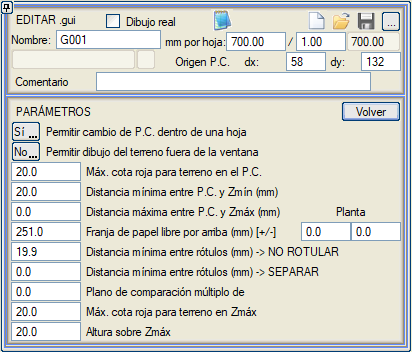 EDITAR .gui Dibujo real ...
Nombre: G001 mm por hoja: 700.00 / 1.00 700.00
Origen P.C. dx: 58 dy: 132
Comentario
PARÁMETROS Volver
Sí ... Permitir cambio de P.C. dentro de una hoja
No ... Permitir dibujo del terreno fuera de la ventana
20.0 Máx. cota roja para terreno en el P.C.
20.0 Distancia mínima entre P.C. y Zmín (mm)
0.0 Distancia máxima entre P.C. y Zmáx (mm) Planta
251.0 Franja de papel libre por arriba (mm) [+/-] 0.0 0.0
19.9 Distancia mínima entre rótulos (mm) -> NO ROTULAR
0.0 Distancia mínima entre rótulos (mm) -> SEPARAR
0.0 Plano de comparación múltiplo de
20.0 Máx. cota roja para terreno en Zmáx
20.0 Altura sobre Zmáx